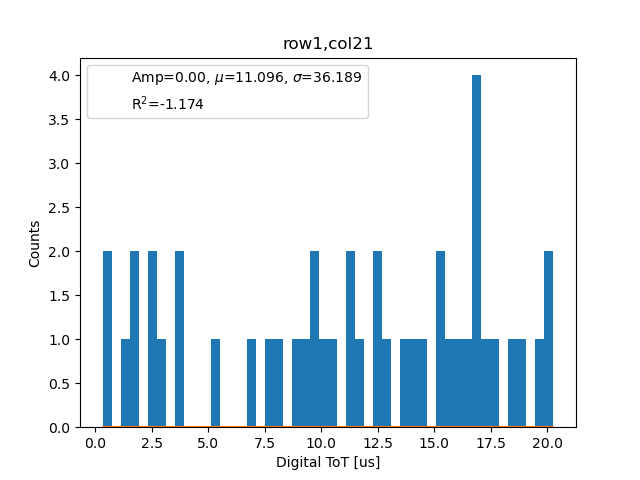 row1,col21
Amp=0.00, μ=11.096, σ=36.189
R²=-1.174
Counts
4.0
3.5
3.0
2.5
2.0
1.5
1.0
0.5
0.0
0.0 2.5 5.0 7.5 10.0 12.5 15.0 17.5 20.0
Digital ToT [us]